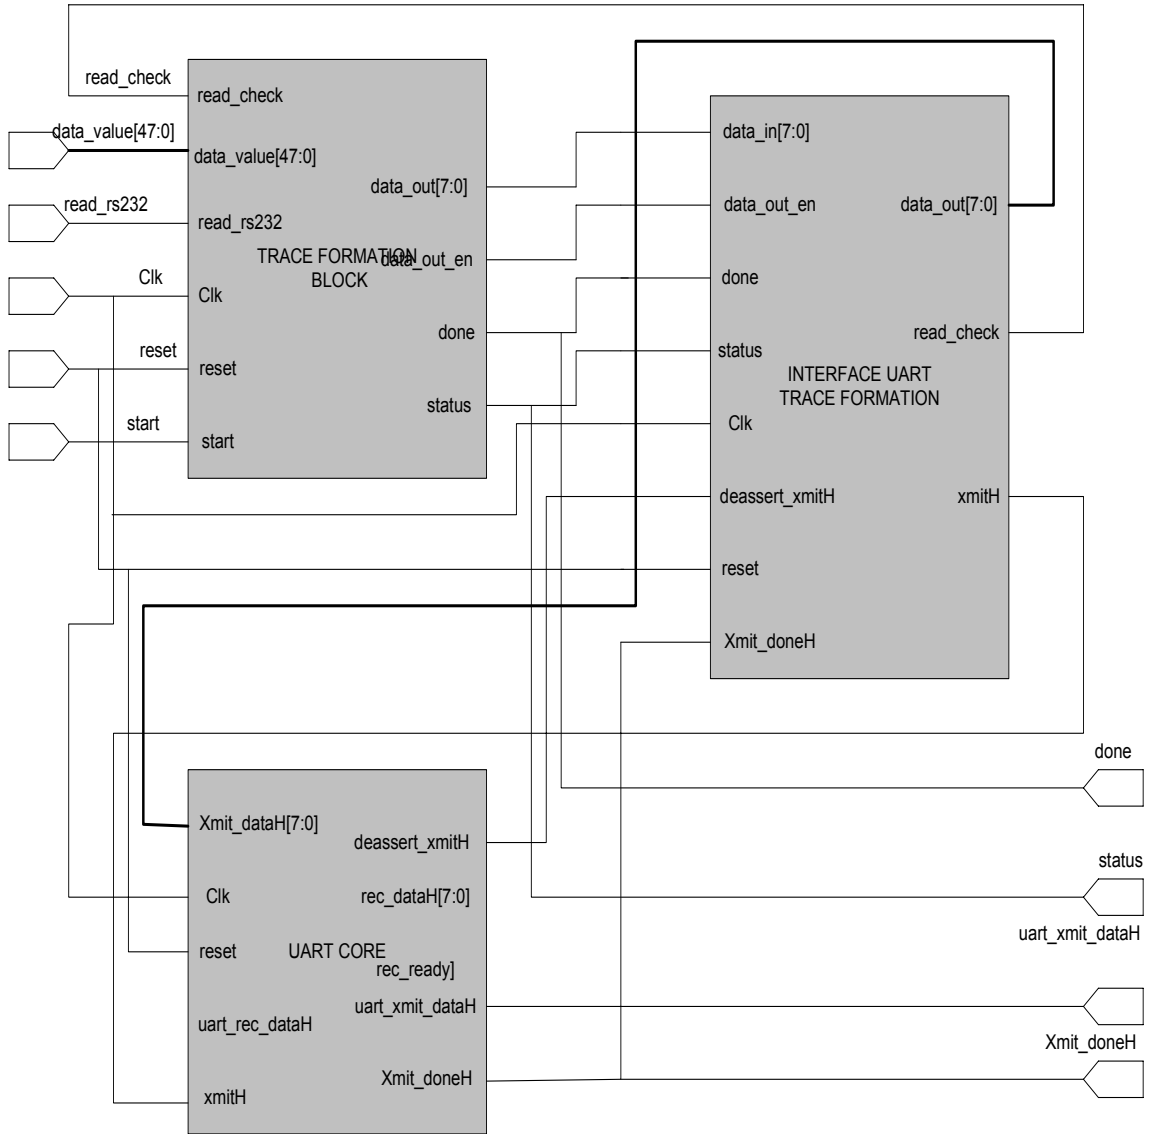 read_check
read_check
data_value[47:0]
data_value[47:0]
data_out[7:0]
read_rs232
read_rs232
TRACE FORMATION
BLOCK
data_out_en
Clk
Clk
done
reset
reset
status
start
start
data_in[7:0]
data_out_en
data_out[7:0]
done
read_check
status
INTERFACE UART
TRACE FORMATION
Clk
deassert_xmitH
xmitH
reset
Xmit_doneH
done
Xmit_dataH[7:0]
deassert_xmitH
status
Clk
rec_dataH[7:0]
uart_xmit_dataH
reset
UART CORE
rec_ready]
uart_xmit_dataH
uart_rec_dataH
Xmit_doneH
Xmit_doneH
xmitH